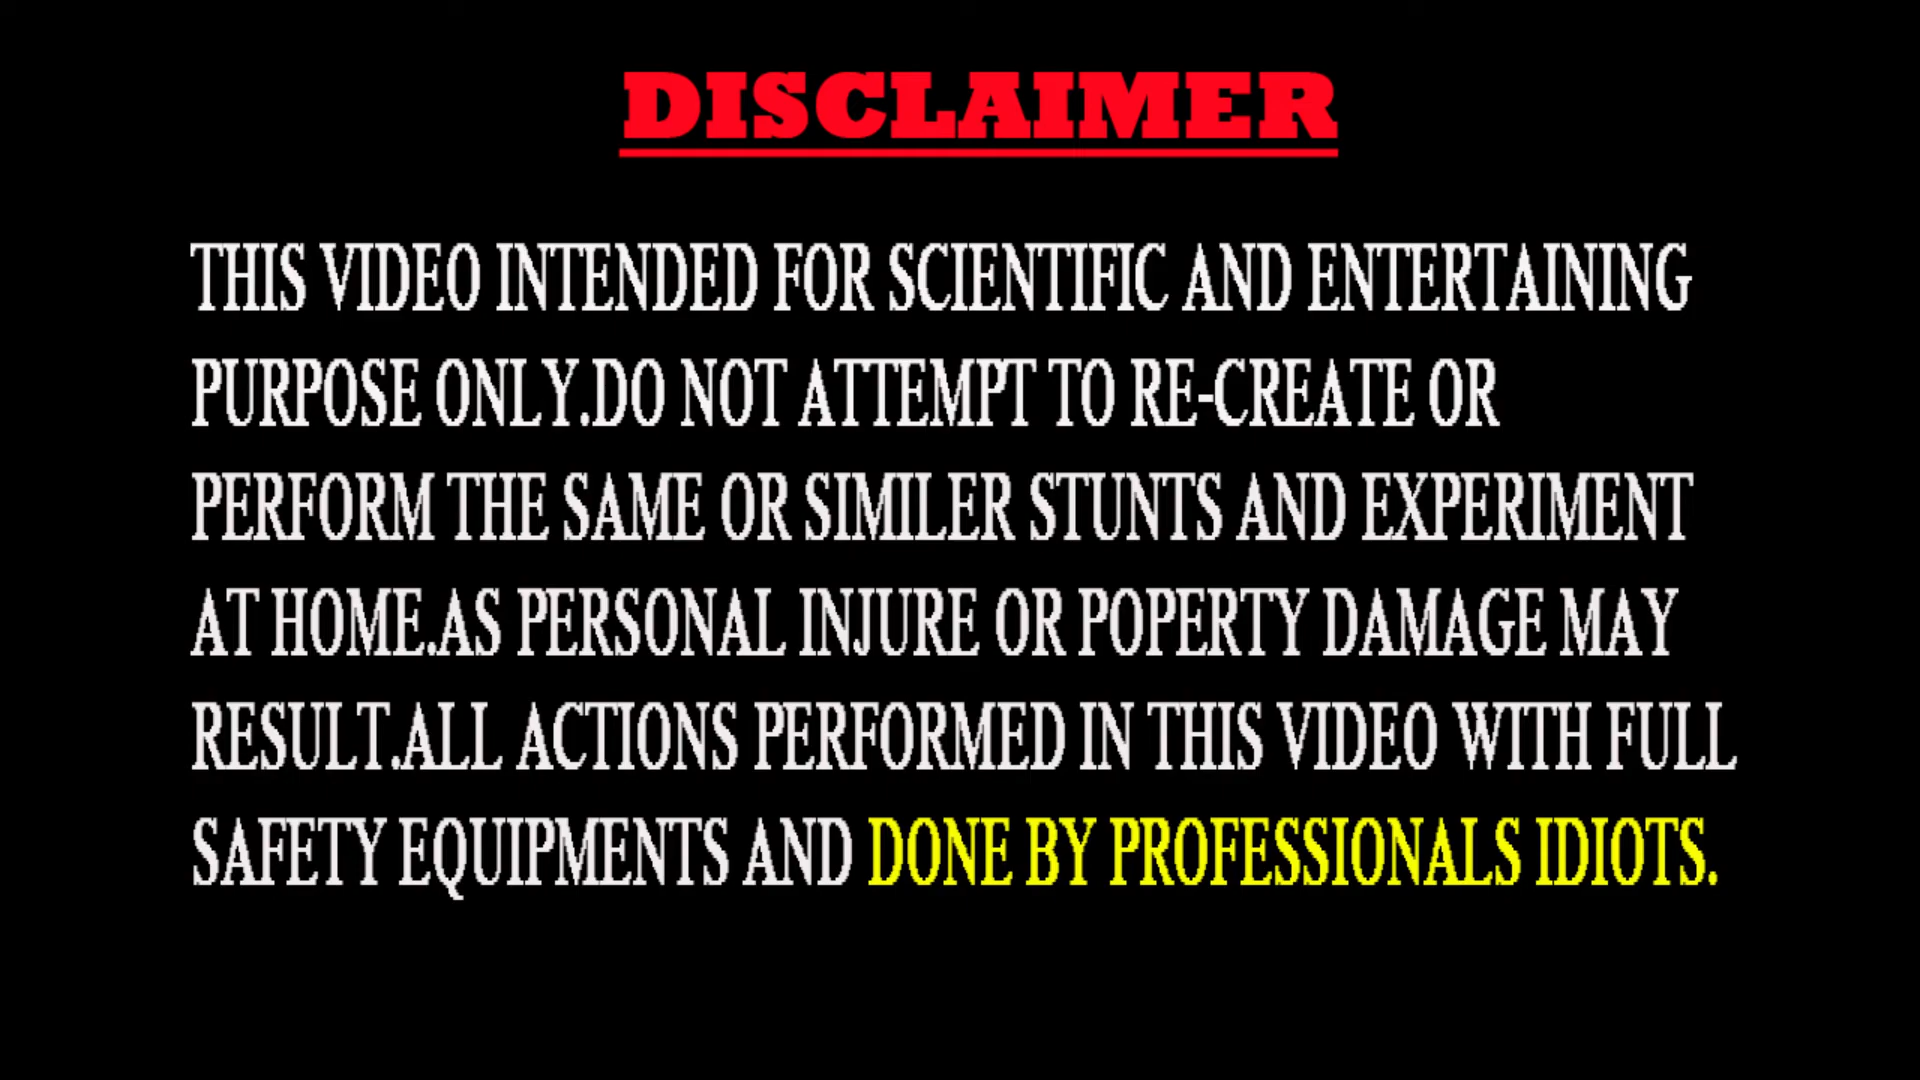 DISCLAIMER
THIS VIDEO INTENDED FOR SCIENTIFIC AND ENTERTAINING
PURPOSE ONLY.DO NOT ATTEMPT TO RE-CREATE OR
PERFORM THE SAME OR SIMILER STUNTS AND EXPERIMENT
AT HOME.AS PERSONAL INJURE OR POPERTY DAMAGE MAY
RESULT.ALL ACTIONS PERFORMED IN THIS VIDEO WITH FULL
SAFETY EQUIPMENTS AND DONE BY PROFESSIONALS IDIOTS.